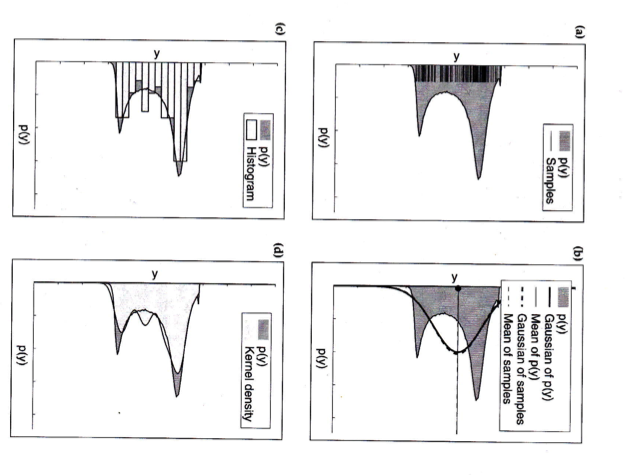 (a)
p(y)
Samples
y
p(y)
(b)
p(y)
Gaussian of p(y)
Mean of p(y)
Gaussian of samples
Mean of samples
y
p(y)
(c)
p(y)
Histogram
y
p(y)
(d)
p(y)
Kernel density
y
p(y)